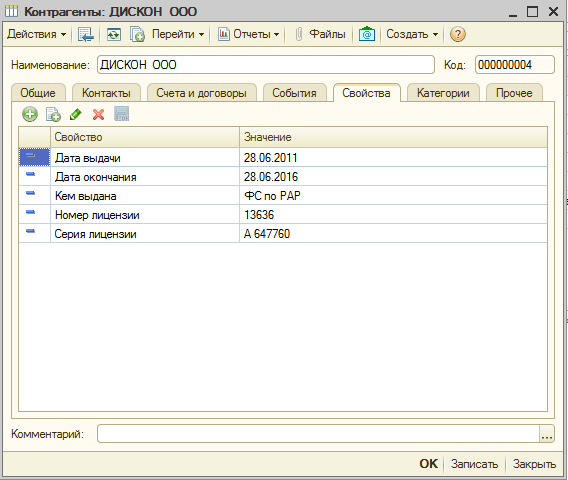 Контрагенты: ДИСКОН ООО
Действия Перейти Отчеты Файлы Создать ?
Наименование: ДИСКОН ООО Код: 000000004
Общие Контакты Счета и договоры События Свойства Категории Прочее
Свойство Значение
Дата выдачи 28.06.2011
Дата окончания 28.06.2016
Кем выдана ФС по РАР
Номер лицензии 13636
Серия лицензии А 647760
Комментарий: ...
OK Записать Закрыть